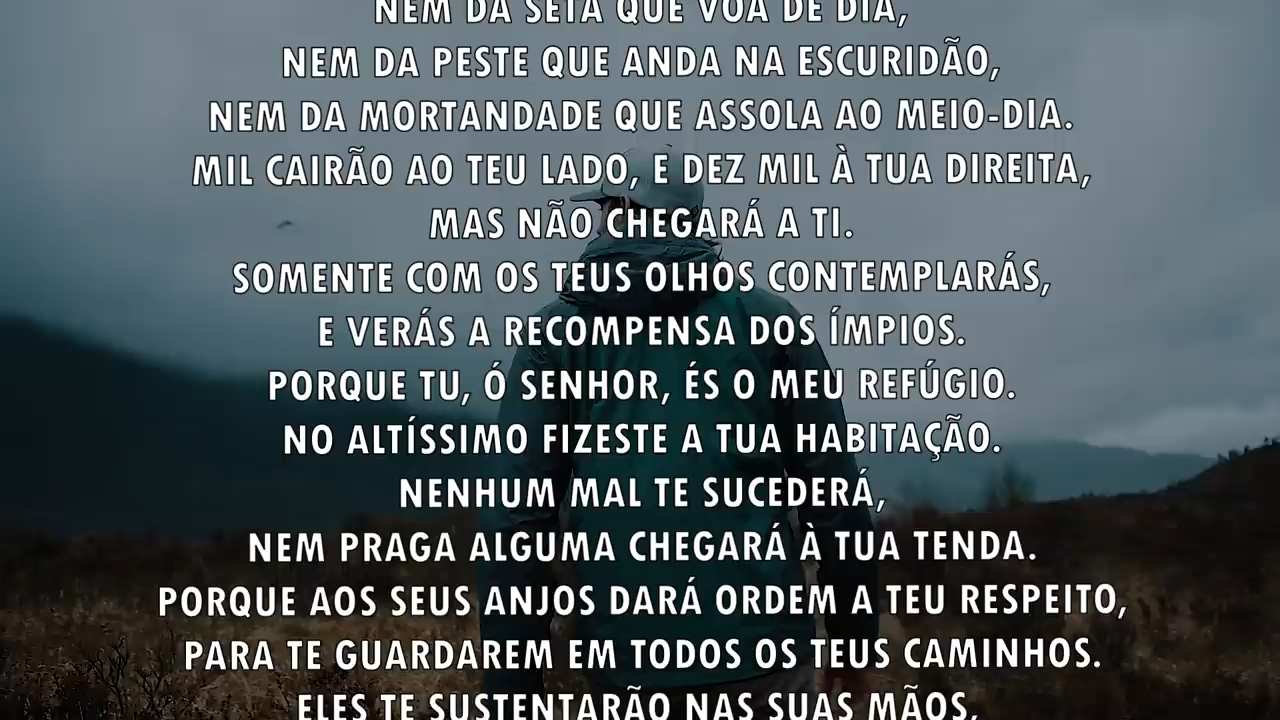 NEM DA SETA QUE VOA DE DIA,
NEM DA PESTE QUE ANDA NA ESCURIDÃO,
NEM DA MORTANDADE QUE ASSOLA AO MEIO-DIA.
MIL CAIRÃO AO TEU LADO, E DEZ MIL À TUA DIREITA,
MAS NÃO CHEGARÁ A TI.
SOMENTE COM OS TEUS OLHOS CONTEMPLARÁS,
E VERÁS A RECOMPENSA DOS ÍMPIOS.
PORQUE TU, Ó SENHOR, ÉS O MEU REFÚGIO.
NO ALTÍSSIMO FIZESTE A TUA HABITAÇÃO.
NENHUM MAL TE SUCEDERÁ,
NEM PRAGA ALGUMA CHEGARÁ À TUA TENDA.
PORQUE AOS SEUS ANJOS DARÁ ORDEM A TEU RESPEITO,
PARA TE GUARDAREM EM TODOS OS TEUS CAMINHOS.
ELES TE SUSTENTARÃO NAS SUAS MÃOS,